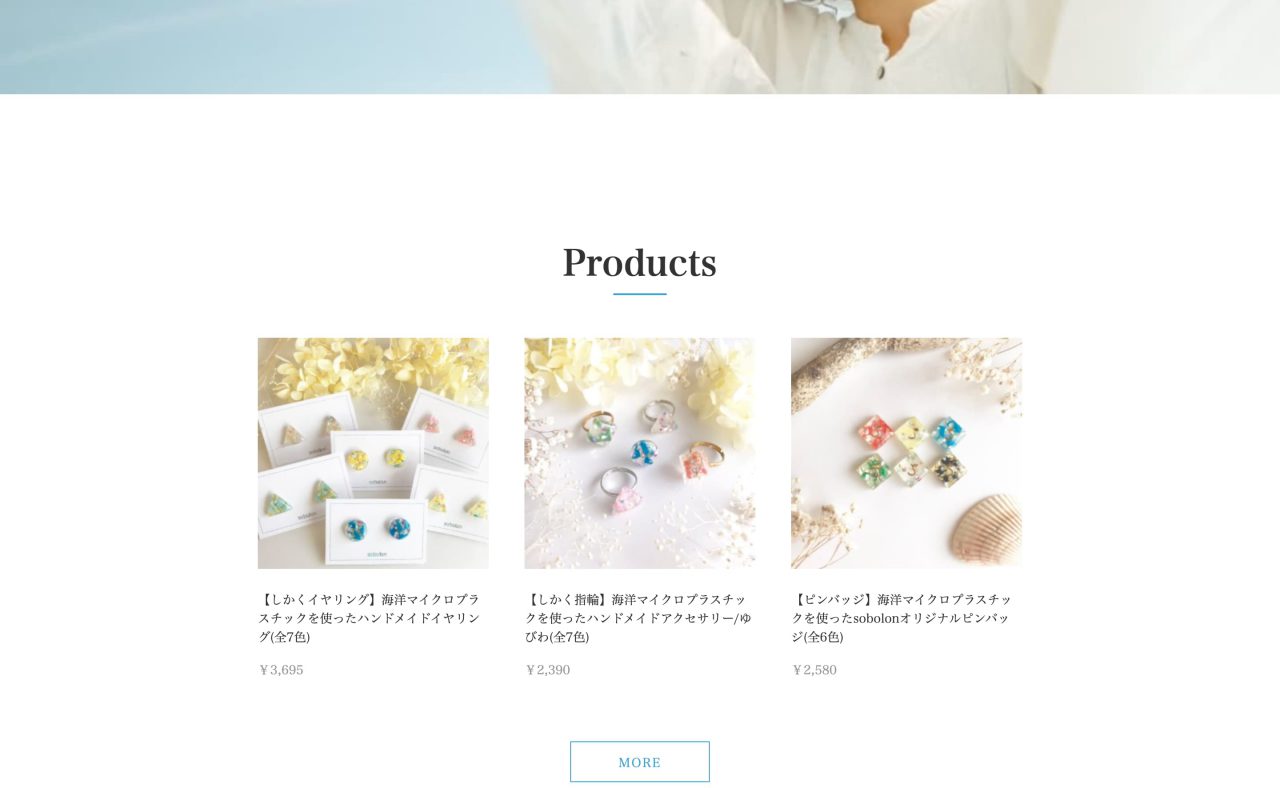 Products
sobolon
sobolon
sobolon
sobolon
【しかくイヤリング】海洋マイクロプラ
スチックを使ったハンドメイドイヤリン
グ(全7色)
¥3,695
【しかく指輪】海洋マイクロプラスチッ
クを使ったハンドメイドアクセサリー/ゆ
びわ(全7色)
¥2,390
【ピンバッジ】海洋マイクロプラスチッ
クを使ったsobolonオリジナルピンバッ
ジ(全6色)
¥2,580
MORE